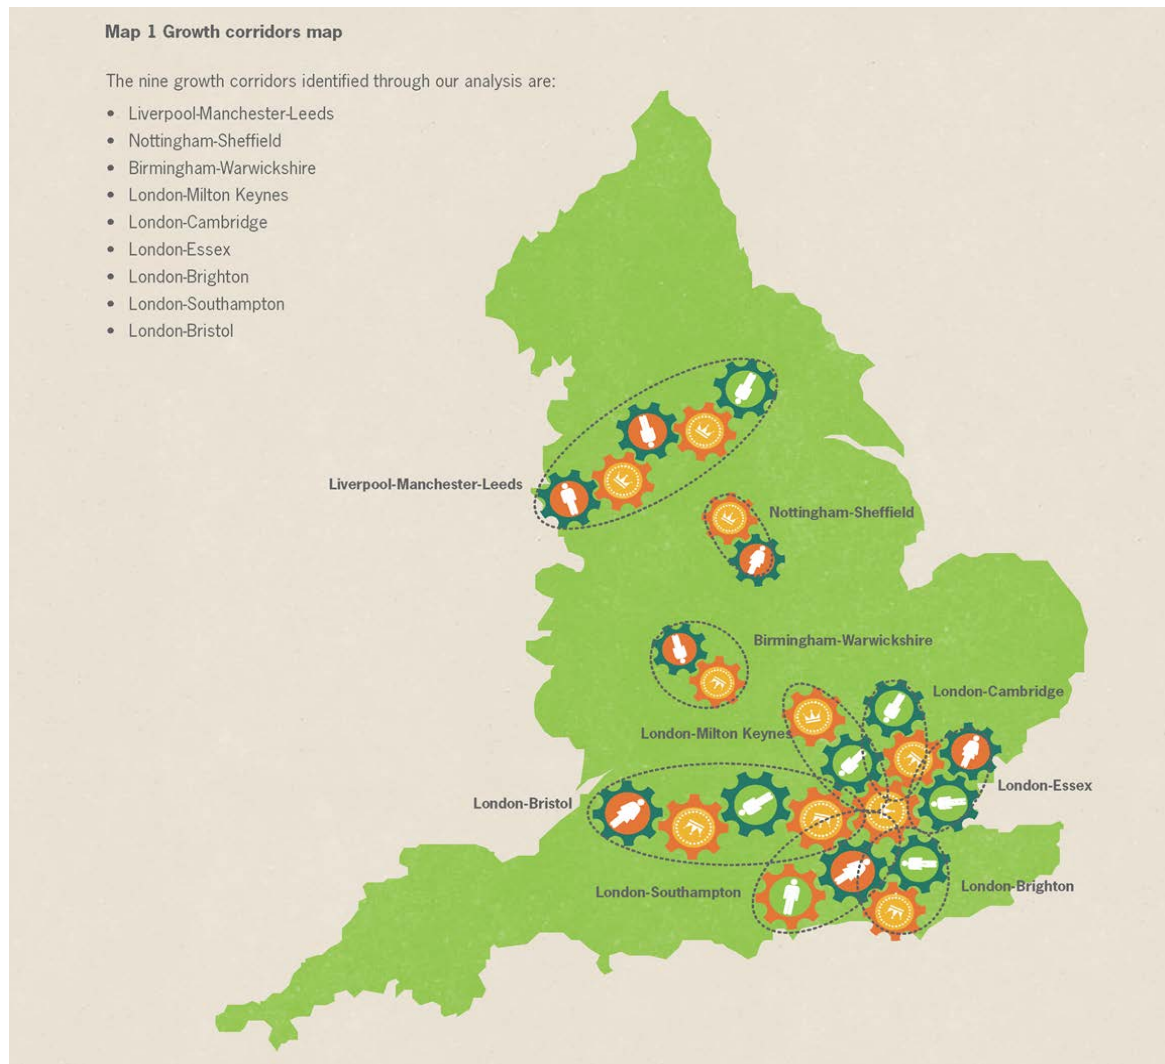 Map 1 Growth corridors map
The nine growth corridors identified through our analysis are:
• Liverpool-Manchester-Leeds
• Nottingham-Sheffield
• Birmingham-Warwickshire
• London-Milton Keynes
• London-Cambridge
• London-Essex
• London-Brighton
• London-Southampton
• London-Bristol
Liverpool-Manchester-Leeds
Nottingham-Sheffield
Birmingham-Warwickshire
London-Cambridge
London-Milton Keynes
London-Essex
London-Bristol
London-Southampton
London-Brighton